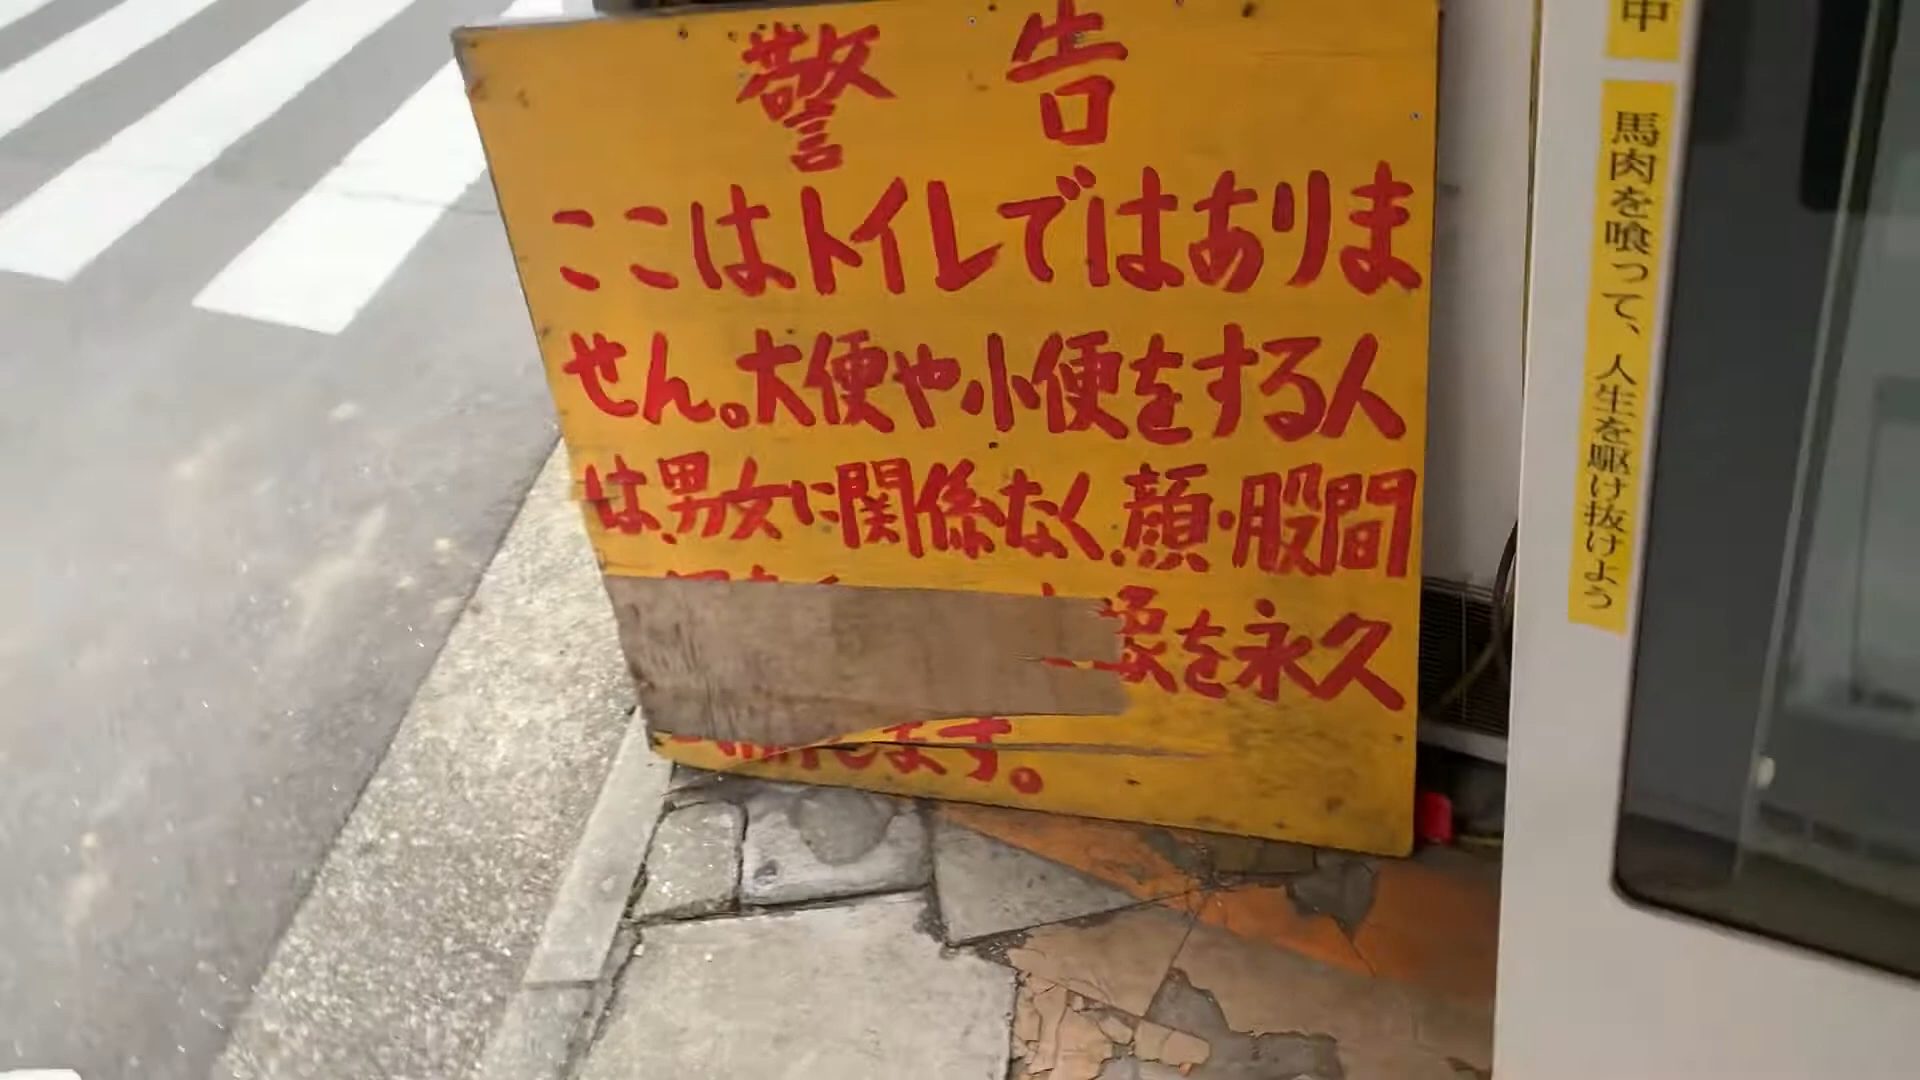 警告
ここはトイレではありま
せん。大便や小便をする人
は、男女に関係なく、顔・股間
像を永久
します。
中
馬肉を喰って、人生を駆け抜けよう